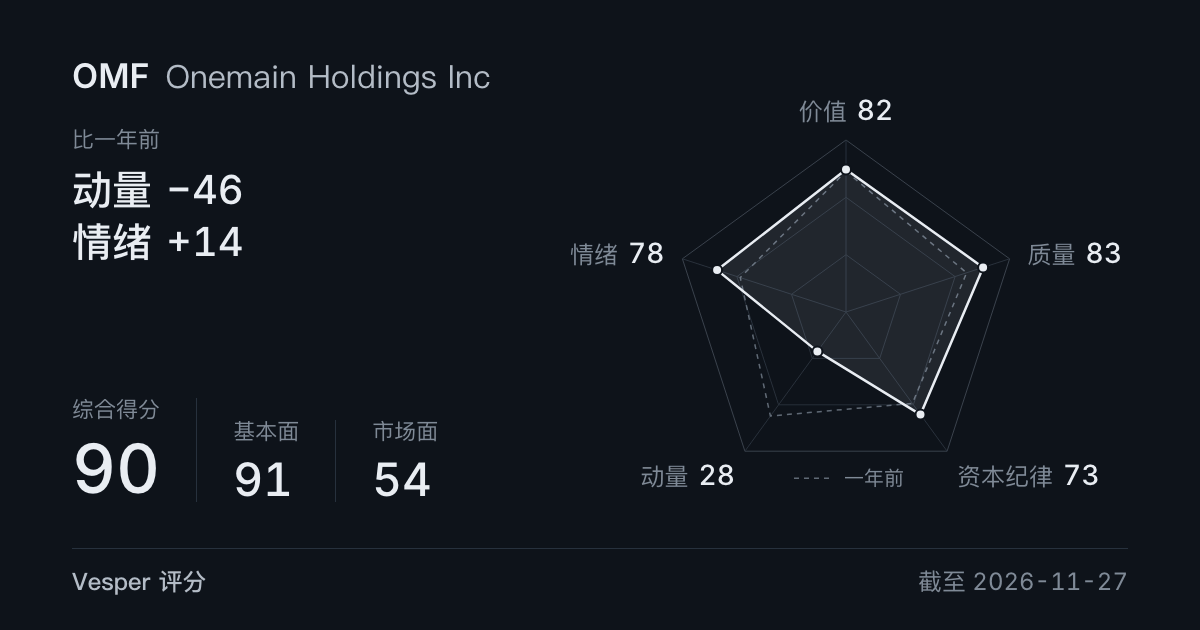 OMF Onemain Holdings Inc
比一年前
动量 −46
情绪 +14
综合得分
90
基本面
91
市场面
54
价值 82
情绪 78
质量 83
动量 28
一年前
资本纪律 73
Vesper 评分
截至 2026-11-27